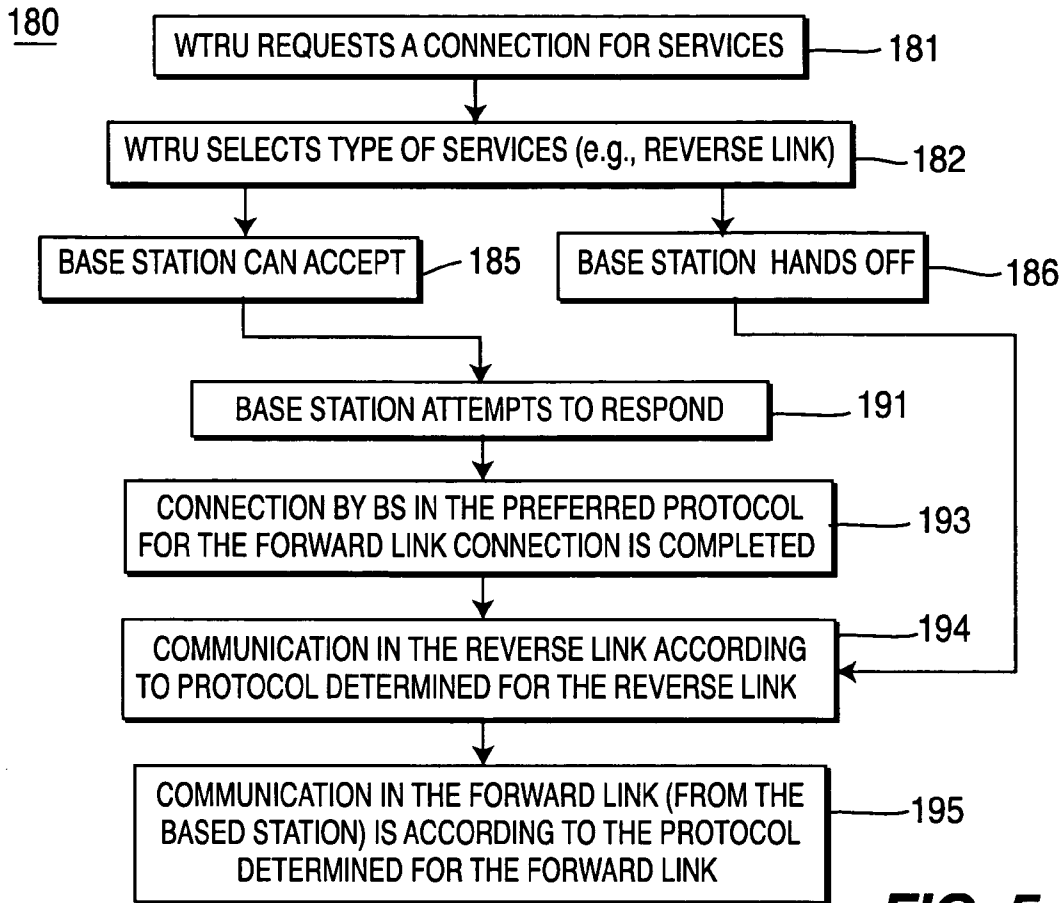 180
WTRU REQUESTS A CONNECTION FOR SERVICES
181
WTRU SELECTS TYPE OF SERVICES (e.g., REVERSE LINK)
182
BASE STATION CAN ACCEPT
185
BASE STATION HANDS OFF
186
BASE STATION ATTEMPTS TO RESPOND
191
CONNECTION BY BS IN THE PREFERRED PROTOCOL
FOR THE FORWARD LINK CONNECTION IS COMPLETED
193
COMMUNICATION IN THE REVERSE LINK ACCORDING
TO PROTOCOL DETERMINED FOR THE REVERSE LINK
194
COMMUNICATION IN THE FORWARD LINK (FROM THE
BASED STATION) IS ACCORDING TO THE PROTOCOL
DETERMINED FOR THE FORWARD LINK
195
FIG. 5